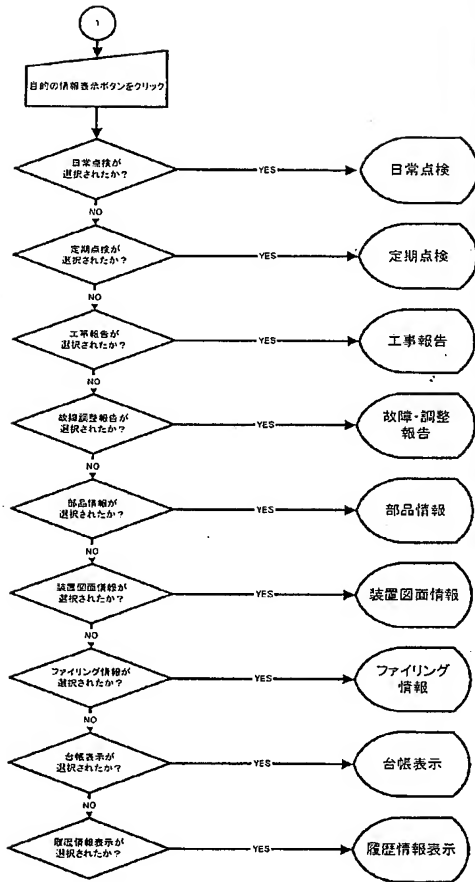 1
目的の情報表示ボタンをクリック
日常点検が
選択されたか?
YES
日常点検
NO
定期点検が
選択されたか?
YES
定期点検
NO
工事報告が
選択されたか?
YES
工事報告
NO
故障調整報告が
選択されたか?
YES
故障・調整
報告
NO
部品情報が
選択されたか?
YES
部品情報
NO
装置図面情報が
選択されたか?
YES
装置図面情報
NO
ファイリング情報が
選択されたか?
YES
ファイリング
情報
NO
台帳表示が
選択されたか?
YES
台帳表示
NO
履歴情報表示が
選択されたか?
YES
履歴情報表示